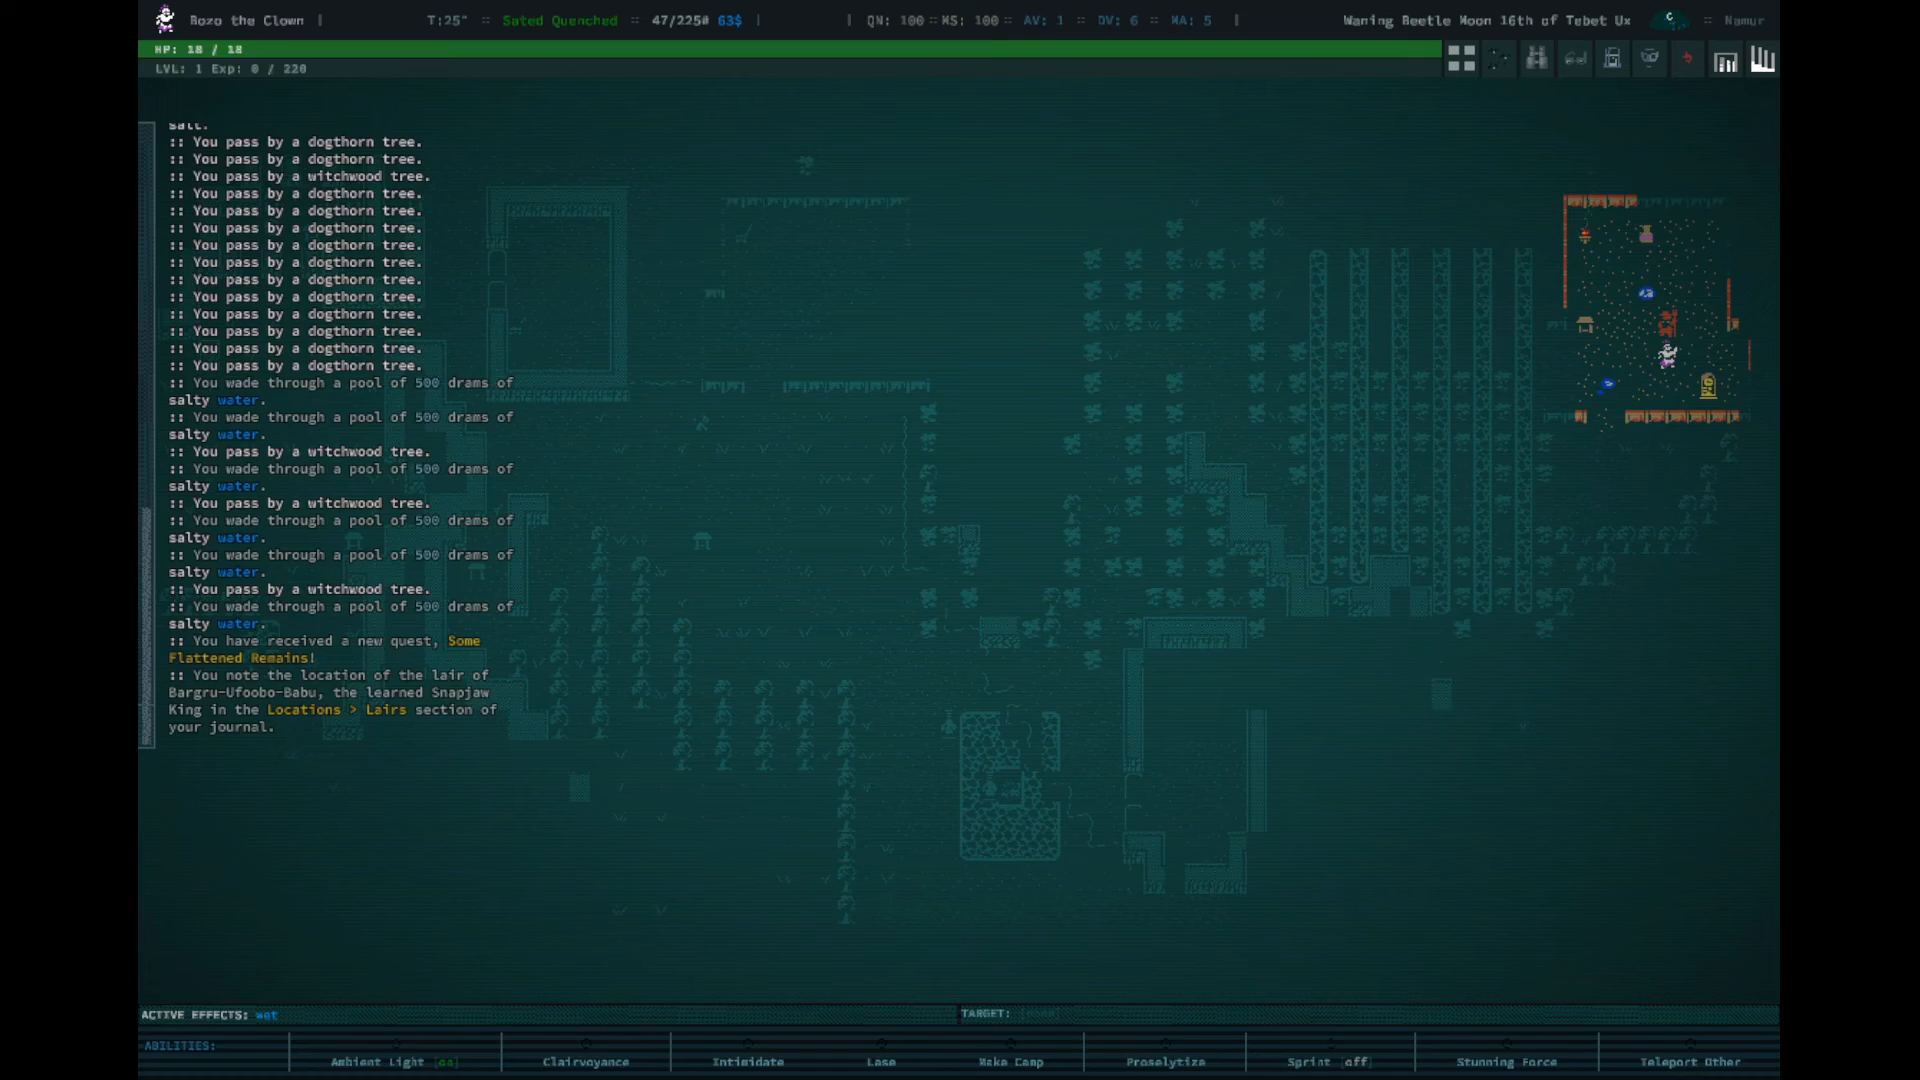 Bozo the Clown | T:25° :: Sated Quenched :: 47/225# 63$ | | QN: 100 :: MS: 100 :: AV: 1 :: DV: 6 :: MA: 5 | Waning Beetle Moon 16th of Tebet Ux :: Namur
HP: 18 / 18
LVL: 1 Exp: 0 / 220
salt.
:: You pass by a dogthorn tree.
:: You pass by a dogthorn tree.
:: You pass by a witchwood tree.
:: You pass by a dogthorn tree.
:: You pass by a dogthorn tree.
:: You pass by a dogthorn tree.
:: You pass by a dogthorn tree.
:: You pass by a dogthorn tree.
:: You pass by a dogthorn tree.
:: You pass by a dogthorn tree.
:: You pass by a dogthorn tree.
:: You pass by a dogthorn tree.
:: You pass by a dogthorn tree.
:: You pass by a dogthorn tree.
:: You wade through a pool of 500 drams of
salty water.
:: You wade through a pool of 500 drams of
salty water.
:: You pass by a witchwood tree.
:: You wade through a pool of 500 drams of
salty water.
:: You pass by a witchwood tree.
:: You wade through a pool of 500 drams of
salty water.
:: You wade through a pool of 500 drams of
salty water.
:: You pass by a witchwood tree.
:: You wade through a pool of 500 drams of
salty water.
:: You have received a new quest, Some
Flattened Remains!
:: You note the location of the lair of
Bargru-Ufoobo-Babu, the learned Snapjaw
King in the Locations > Lairs section of
your journal.
ACTIVE EFFECTS: wet
TARGET: [none]
ABILITIES:
Ambient Light [on] Clairvoyance Intimidate Lase Make Camp Proselytize Sprint [off] Stunning Force Teleport Other